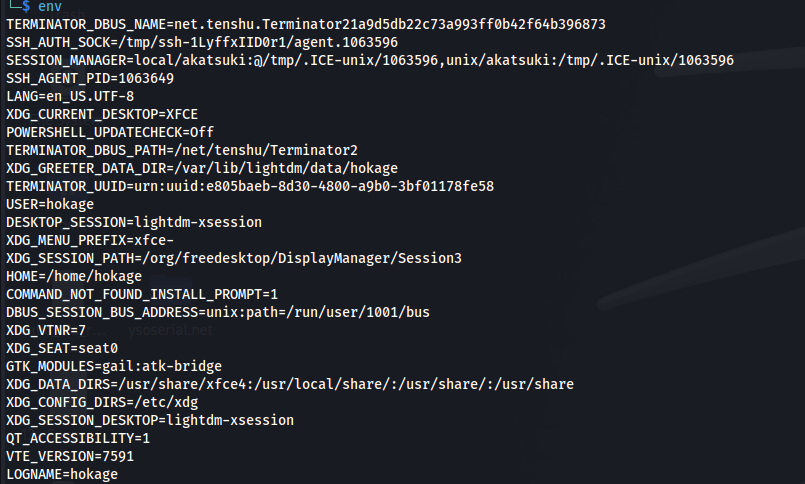 └─$ env
TERMINATOR_DBUS_NAME=net.tenshu.Terminator21a9d5db22c73a993ff0b42f64b396873
SSH_AUTH_SOCK=/tmp/ssh-1LyffxIID0r1/agent.1063596
SESSION_MANAGER=local/akatsuki:@/tmp/.ICE-unix/1063596,unix/akatsuki:/tmp/.ICE-unix/1063596
SSH_AGENT_PID=1063649
LANG=en_US.UTF-8
XDG_CURRENT_DESKTOP=XFCE
POWERSHELL_UPDATECHECK=Off
TERMINATOR_DBUS_PATH=/net/tenshu/Terminator2
XDG_GREETER_DATA_DIR=/var/lib/lightdm/data/hokage
TERMINATOR_UUID=urn:uuid:e805baeb-8d30-4800-a9b0-3bf01178fe58
USER=hokage
DESKTOP_SESSION=lightdm-xsession
XDG_MENU_PREFIX=xfce-
XDG_SESSION_PATH=/org/freedesktop/DisplayManager/Session3
HOME=/home/hokage
COMMAND_NOT_FOUND_INSTALL_PROMPT=1
DBUS_SESSION_BUS_ADDRESS=unix:path=/run/user/1001/bus
XDG_VTNR=7
ysoserial.net
XDG_SEAT=seat0
GTK_MODULES=gail:atk-bridge
XDG_DATA_DIRS=/usr/share/xfce4:/usr/local/share/:/usr/share/:/usr/share
XDG_CONFIG_DIRS=/etc/xdg
XDG_SESSION_DESKTOP=lightdm-xsession
QT_ACCESSIBILITY=1
VTE_VERSION=7591
LOGNAME=hokage